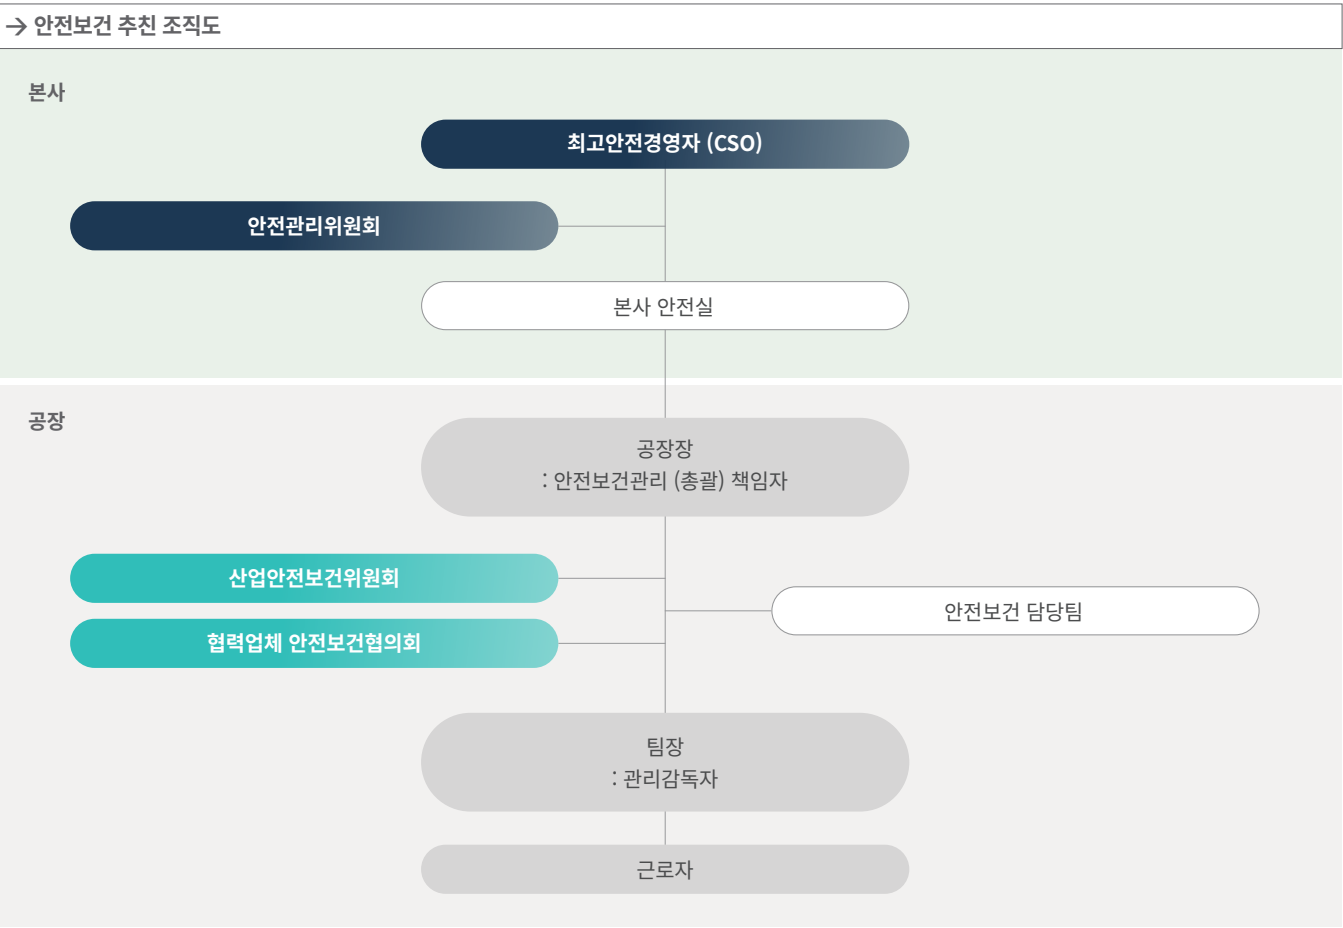 → 안전보건 추친 조직도
본사
최고안전경영자 (CSO)
안전관리위원회
본사 안전실
공장
공장장
: 안전보건관리 (총괄) 책임자
산업안전보건위원회
안전보건 담당팀
협력업체 안전보건협의회
팀장
: 관리감독자
근로자